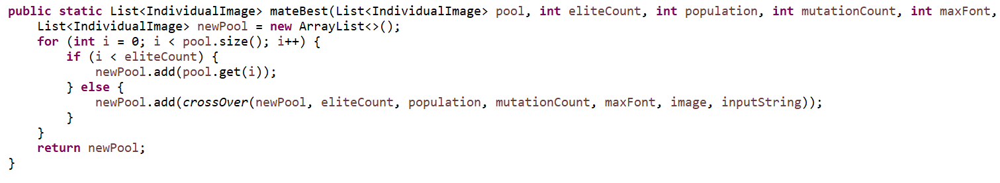 public static List<IndividualImage> mateBest(List<IndividualImage> pool, int eliteCount, int population, int mutationCount, int maxFont,
    List<IndividualImage> newPool = new ArrayList<>();
    for (int i = 0; i < pool.size(); i++) {
        if (i < eliteCount) {
            newPool.add(pool.get(i));
        } else {
            newPool.add(crossOver(newPool, eliteCount, population, mutationCount, maxFont, image, inputString));
        }
    }
    return newPool;
}